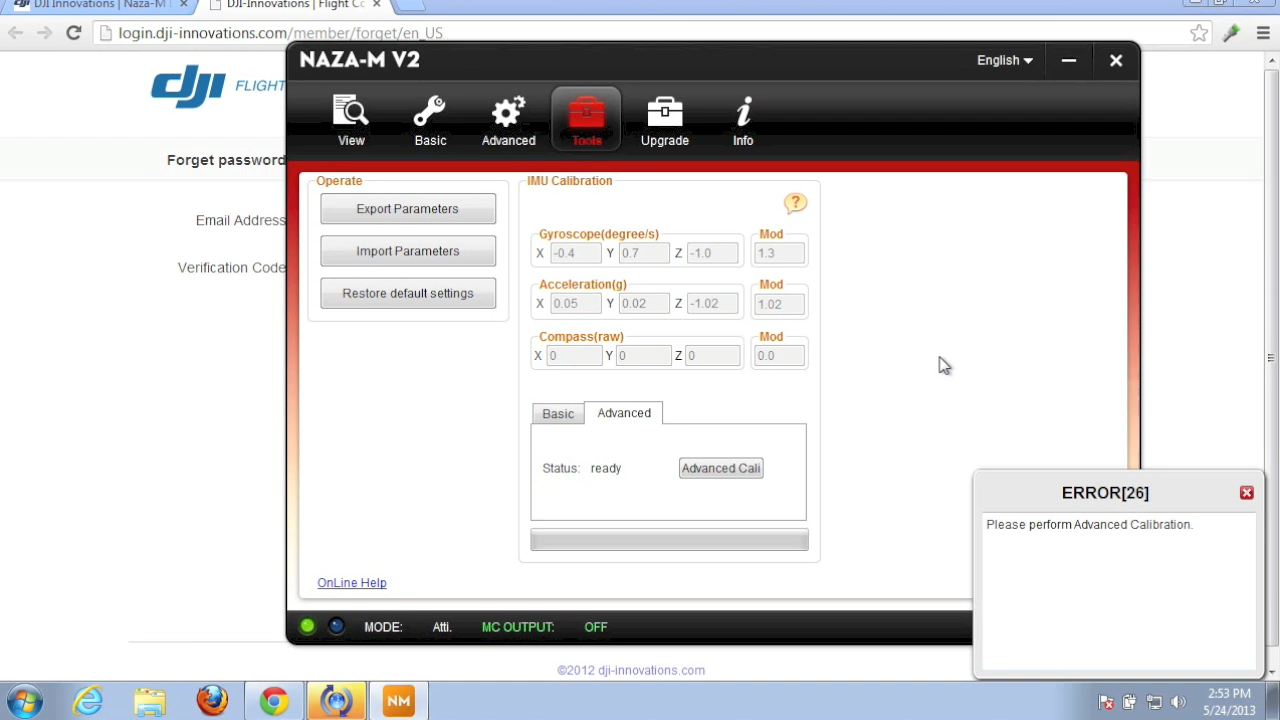 DJI Innovations | Naza-M
DJI-Innovations | Flight Co
login.dji-innovations.com/member/forget/en_US
dji FLIGHT
Forget password
Email Address
Verification Code
NAZA-M V2
English
View
Basic
Advanced
Tools
Upgrade
Info
Operate
Export Parameters
Import Parameters
Restore default settings
IMU Calibration
?
Gyroscope(degree/s) Mod
X -0.4 Y 0.7 Z -1.0 1.3
Acceleration(g) Mod
X 0.05 Y 0.02 Z -1.02 1.02
Compass(raw) Mod
X 0 Y 0 Z 0 0.0
Basic Advanced
Status: ready Advanced Cali
OnLine Help
MODE: Atti. MC OUTPUT: OFF
ERROR[26]
Please perform Advanced Calibration.
©2012 dji-innovations.com
NM
2:53 PM
5/24/2013